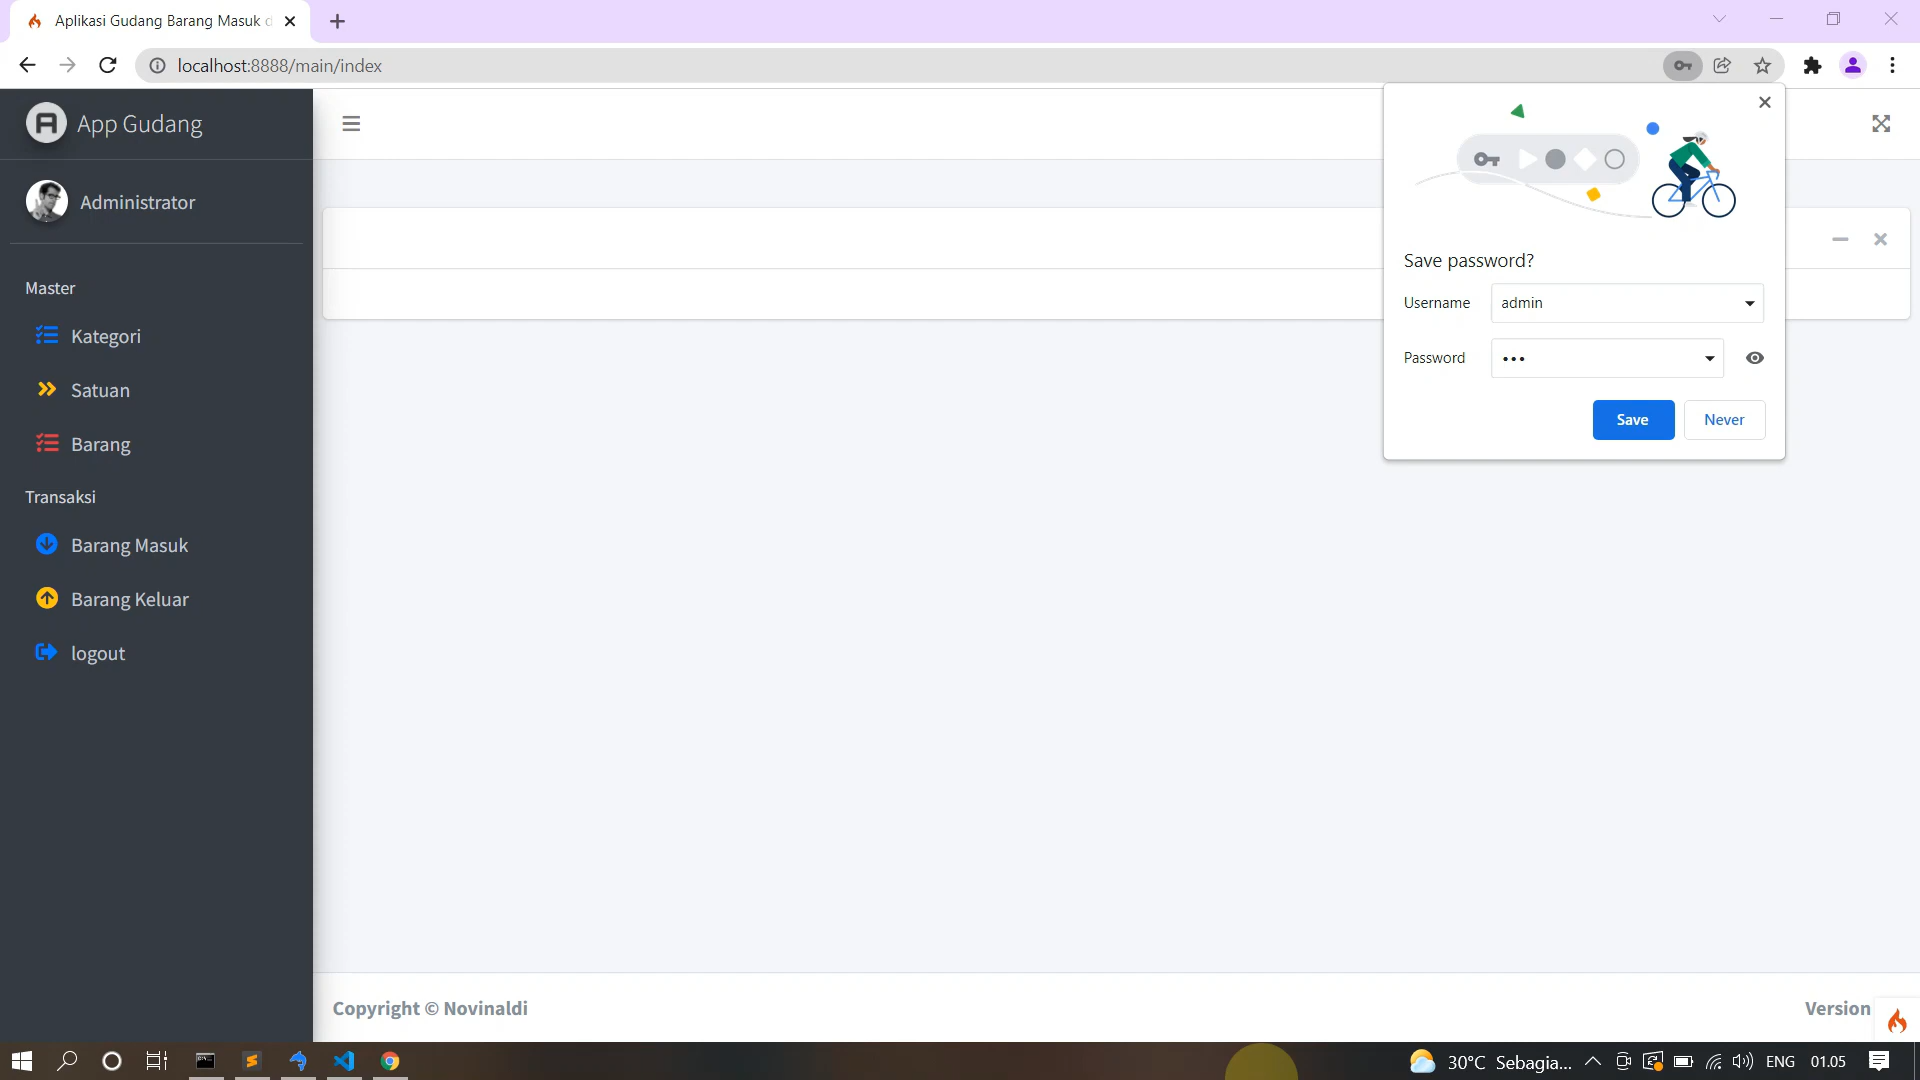 Aplikasi Gudang Barang Masuk d
localhost:8888/main/index
App Gudang
Administrator
Master
Kategori
Satuan
Barang
Transaksi
Barang Masuk
Barang Keluar
logout
Save password?
Username admin
Password •••
Save Never
Copyright © Novinaldi
Version
30°C Sebagia... ENG 01.05